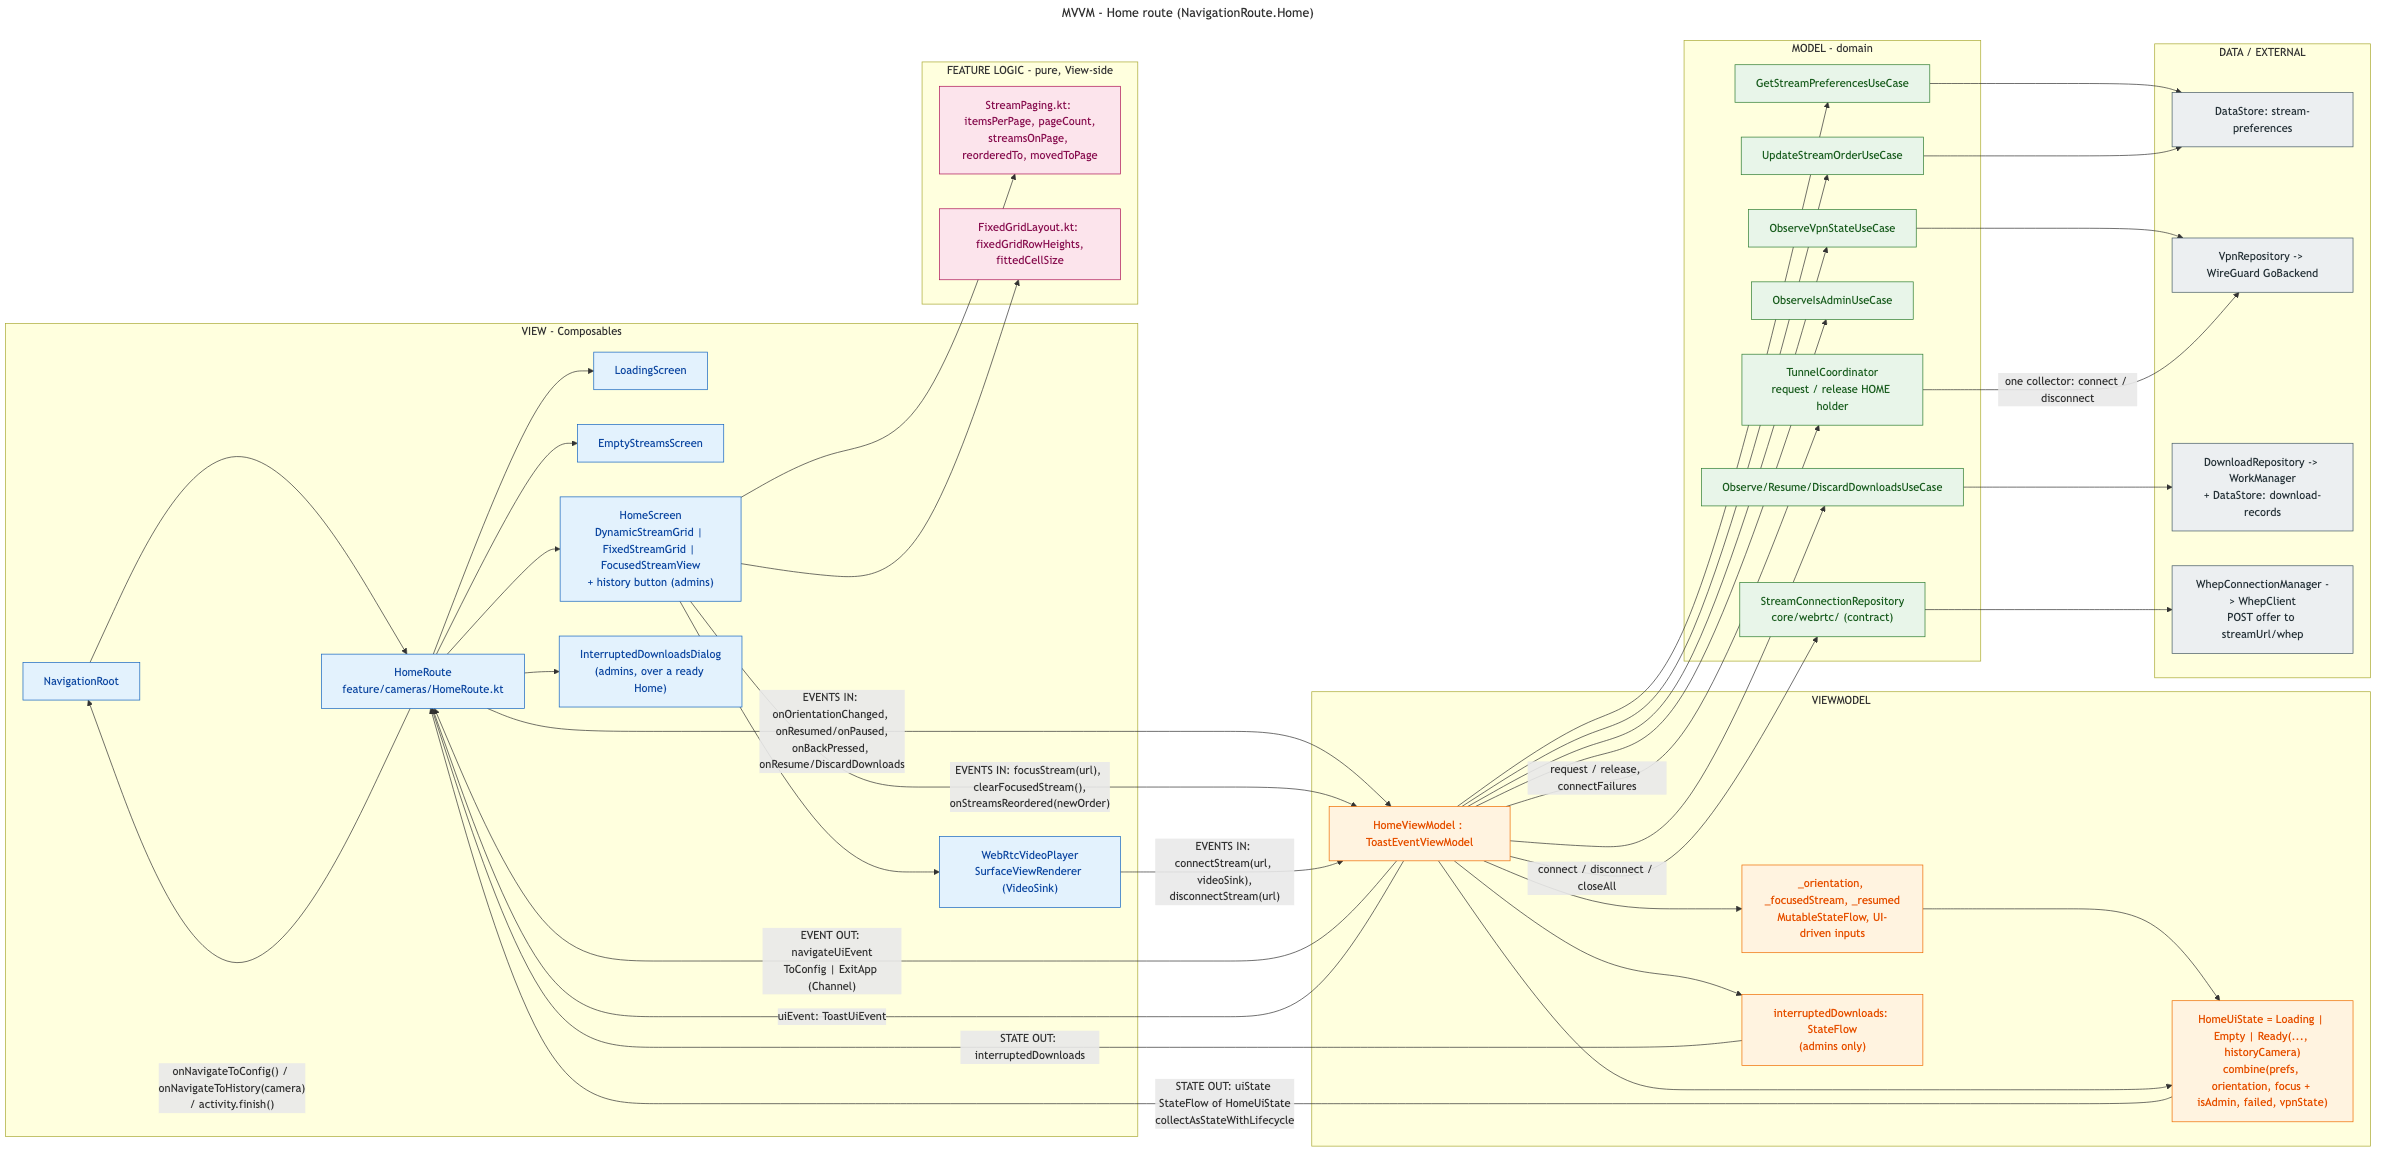 MVVM - Home route (NavigationRoute.Home)
FEATURE LOGIC - pure, View-side
StreamPaging.kt:
itemsPerPage, pageCount,
streamsOnPage,
reorderedTo, movedToPage
FixedGridLayout.kt:
fixedGridRowHeights,
fittedCellSize
MODEL - domain
GetStreamPreferencesUseCase
UpdateStreamOrderUseCase
ObserveVpnStateUseCase
ObserveIsAdminUseCase
TunnelCoordinator
request / release HOME
holder
Observe/Resume/DiscardDownloadsUseCase
StreamConnectionRepository
core/webrtc/ (contract)
DATA / EXTERNAL
DataStore: stream-
preferences
VpnRepository ->
WireGuard GoBackend
one collector: connect /
disconnect
DownloadRepository ->
WorkManager
+ DataStore: download-
records
WhepConnectionManager -
> WhepClient
POST offer to
streamUrl/whep
VIEW - Composables
LoadingScreen
EmptyStreamsScreen
HomeScreen
DynamicStreamGrid |
FixedStreamGrid |
FocusedStreamView
+ history button (admins)
InterruptedDownloadsDialog
(admins, over a ready
Home)
NavigationRoot
HomeRoute
feature/cameras/HomeRoute.kt
EVENTS IN:
onOrientationChanged,
onResumed/onPaused,
onBackPressed,
onResume/DiscardDownloads
EVENTS IN: focusStream(url),
clearFocusedStream(),
onStreamsReordered(newOrder)
WebRtcVideoPlayer
SurfaceViewRenderer
(VideoSink)
EVENTS IN:
connectStream(url,
videoSink),
disconnectStream(url)
EVENT OUT:
navigateUiEvent
ToConfig | ExitApp
(Channel)
uiEvent: ToastUiEvent
STATE OUT:
interruptedDownloads
STATE OUT: uiState
StateFlow of HomeUiState
collectAsStateWithLifecycle
onNavigateToConfig() /
onNavigateToHistory(camera)
/ activity.finish()
VIEWMODEL
request / release,
connectFailures
HomeViewModel :
ToastEventViewModel
connect / disconnect /
closeAll
_orientation,
_focusedStream, _resumed
MutableStateFlow, UI-
driven inputs
interruptedDownloads:
StateFlow
(admins only)
HomeUiState = Loading |
Empty | Ready(...,
historyCamera)
combine(prefs,
orientation, focus +
isAdmin, failed, vpnState)